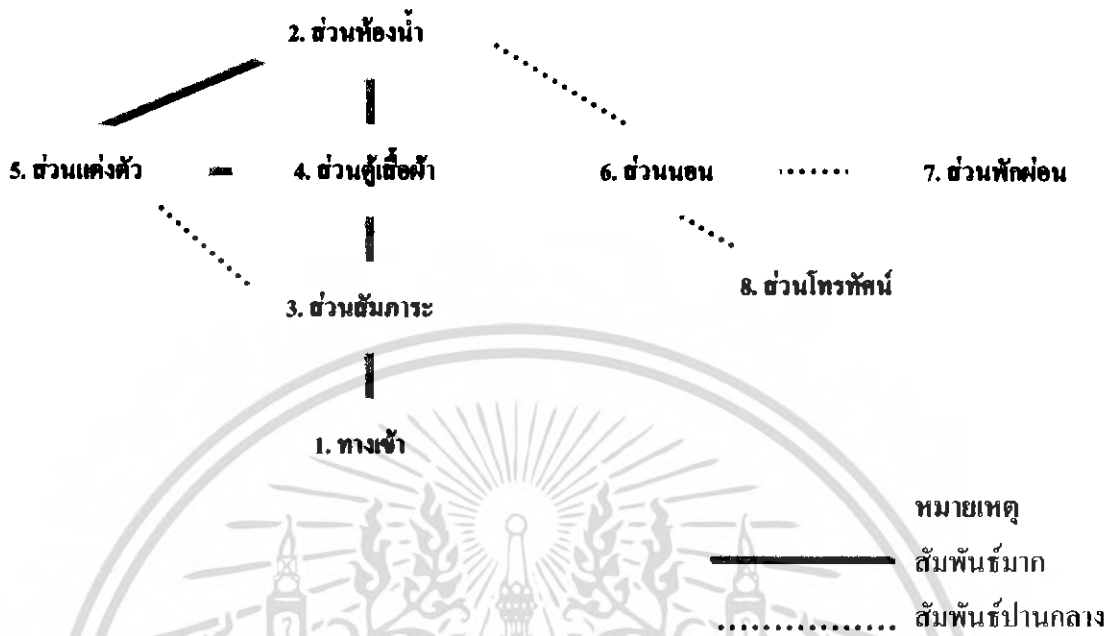 2. ส่วนห้องน้ำ
5. ส่วนแต่งตัว 4. ส่วนตู้เสื้อผ้า 6. ส่วนนอน 7. ส่วนพักผ่อน
8. ส่วนโทรทัศน์
3. ส่วนสัมภาระ
1. ทางเข้า
หมายเหตุ
สัมพันธ์มาก
สัมพันธ์ปานกลาง